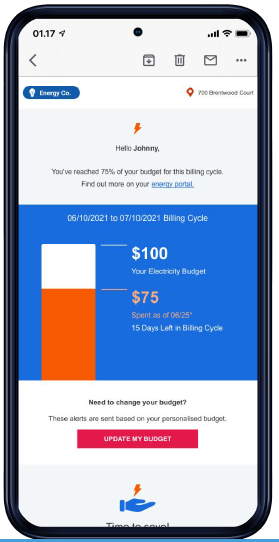 01.17
Energy Co.
700 Brentwood Court
Hello Johnny,
You've reached 75% of your budget for this billing cycle.
Find out more on your energy portal.
06/10/2021 to 07/10/2021 Billing Cycle
$100
Your Electricity Budget
$75
Spent as of 06/25*
15 Days Left in Billing Cycle
Need to change your budget?
These alerts are sent based on your personalised budget.
UPDATE MY BUDGET
Time to save!